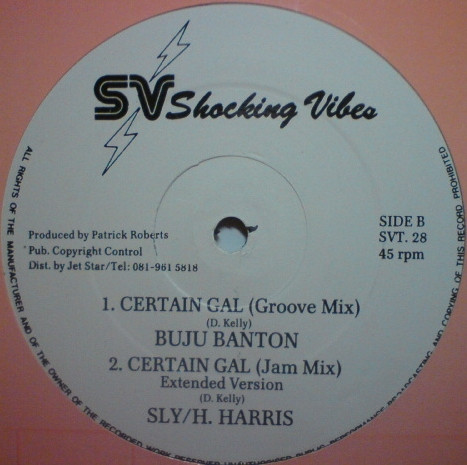 SV Shocking Vibes
ALL RIGHTS OF THE MANUFACTURER AND OF THE OWNER OF THE RECORDED WORK RESERVED UNAUTHORISED PUBLIC PERFORMANCE BROADCASTING AND COPYING OF THIS RECORD PROHIBITED
Produced by Patrick Roberts
Pub. Copyright Control
Dist. by Jet Star/Tel: 081-961 5818
SIDE B
SVT. 28
45 rpm
1. CERTAIN GAL (Groove Mix)
(D. Kelly)
BUJU BANTON
2. CERTAIN GAL (Jam Mix)
Extended Version
(D. Kelly)
SLY/H. HARRIS